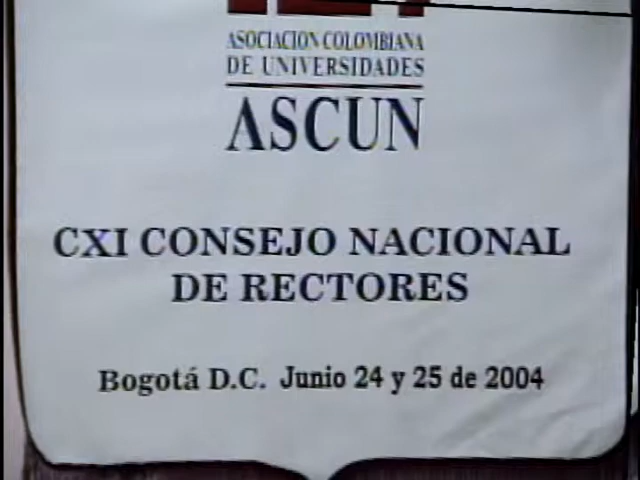 ASOCIACION COLOMBIANA
DE UNIVERSIDADES
ASCUN
CXI CONSEJO NACIONAL
DE RECTORES
Bogotá D.C. Junio 24 y 25 de 2004